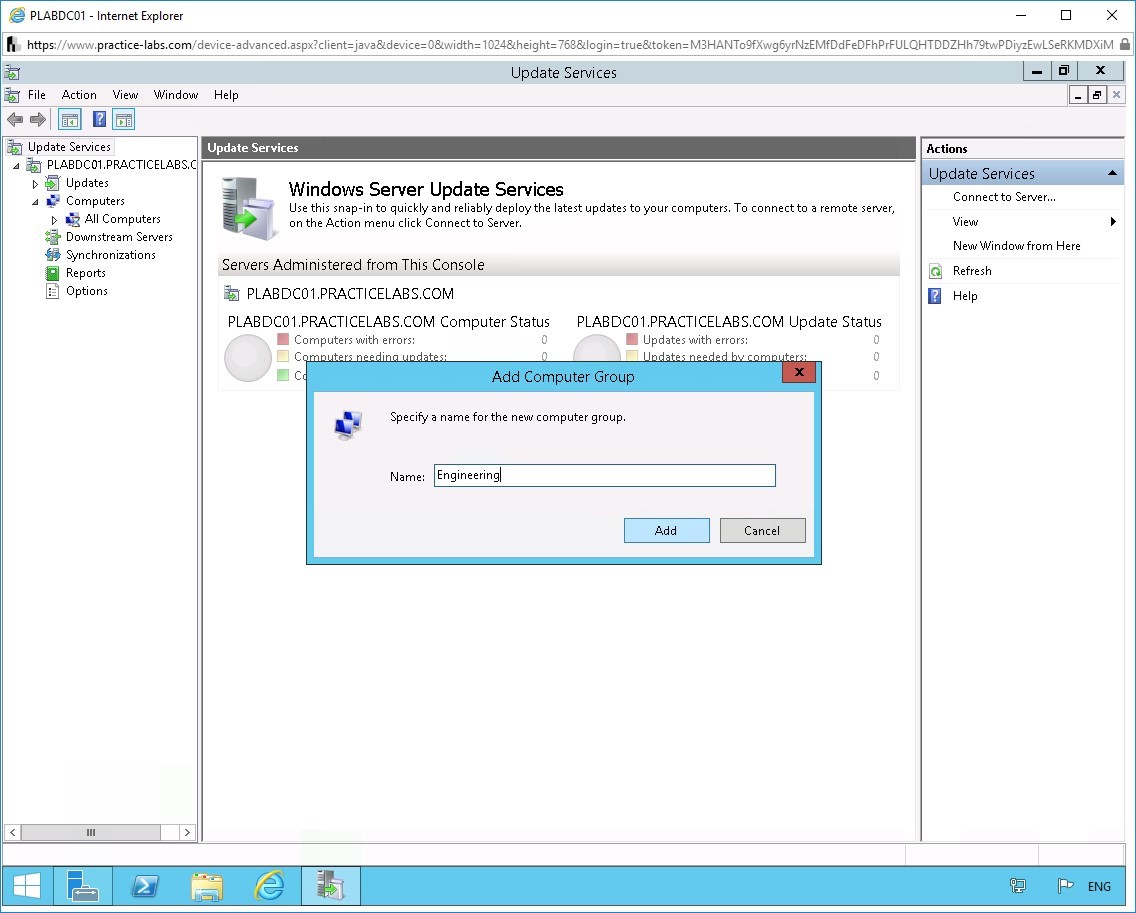 PLABDC01 - Internet Explorer
https://www.practice-labs.com/device-advanced.aspx?client=java&device=0&width=1024&height=768&login=true&token=M3HANTo9fXwg6yrNzEMfDdFeDFhPrFULQHTDDZHh79twPDiyzEwLSeRKMDXiM
Update Services
File Action View Window Help
Update Services
PLABDC01.PRACTICELABS.C
Updates
Computers
All Computers
Downstream Servers
Synchronizations
Reports
Options
Update Services
Windows Server Update Services
Use this snap-in to quickly and reliably deploy the latest updates to your computers. To connect to a remote server,
on the Action menu click Connect to Server.
Servers Administered from This Console
PLABDC01.PRACTICELABS.COM
PLABDC01.PRACTICELABS.COM Computer Status
Computers with errors: 0
Computers needing updates: 0
Co
PLABDC01.PRACTICELABS.COM Update Status
Updates with errors: 0
Updates needed by computers: 0
0
Add Computer Group
Specify a name for the new computer group.
Name: Engineering
Add Cancel
Actions
Update Services
Connect to Server...
View
New Window from Here
Refresh
Help
ENG